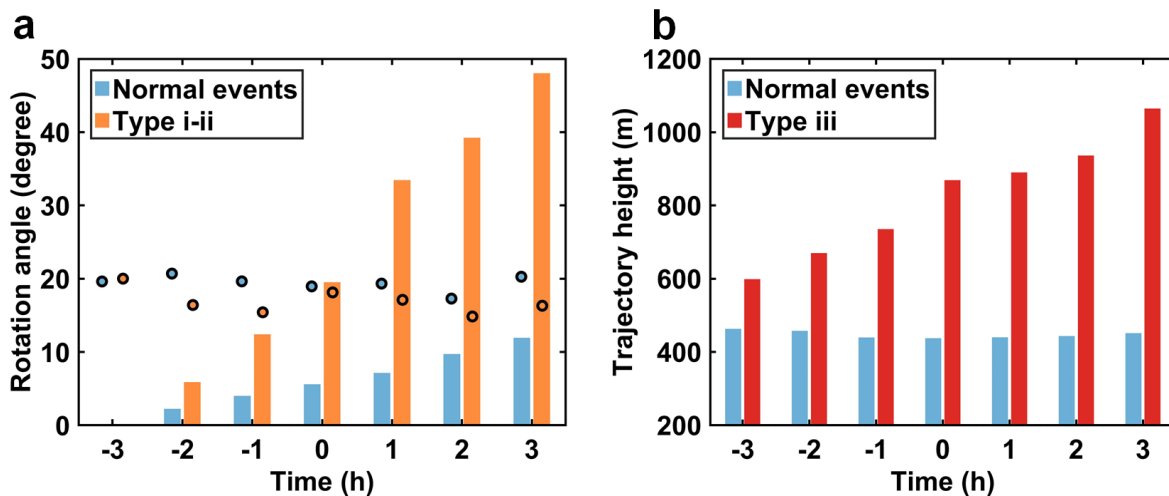 a
50
40
30
20
10
0
Rotation angle (degree)
Normal events
Type i-ii
-3 -2 -1 0 1 2 3
Time (h)
b
1200
1000
800
600
400
200
Trajectory height (m)
Normal events
Type iii
-3 -2 -1 0 1 2 3
Time (h)